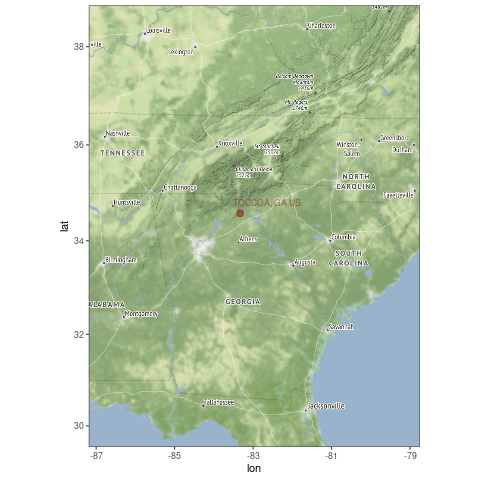 Louisville
Charleston
ville
Lexington
38
Nashville
Knoxville
36
TENNESSEE
Greensboro
Winston-
Salem
Durham
NORTH
CAROLINA
Chattanooga
Fayetteville
Huntsville
TOCCOA, GA US
lat
34
Athens
Columbia
SOUTH
CAROLINA
Birmingham
Augusta
ALABAMA
GEORGIA
Montgomery
Savannah
32
Tallahassee
Jacksonville
30
-87
-85
-83
-81
-79
lon